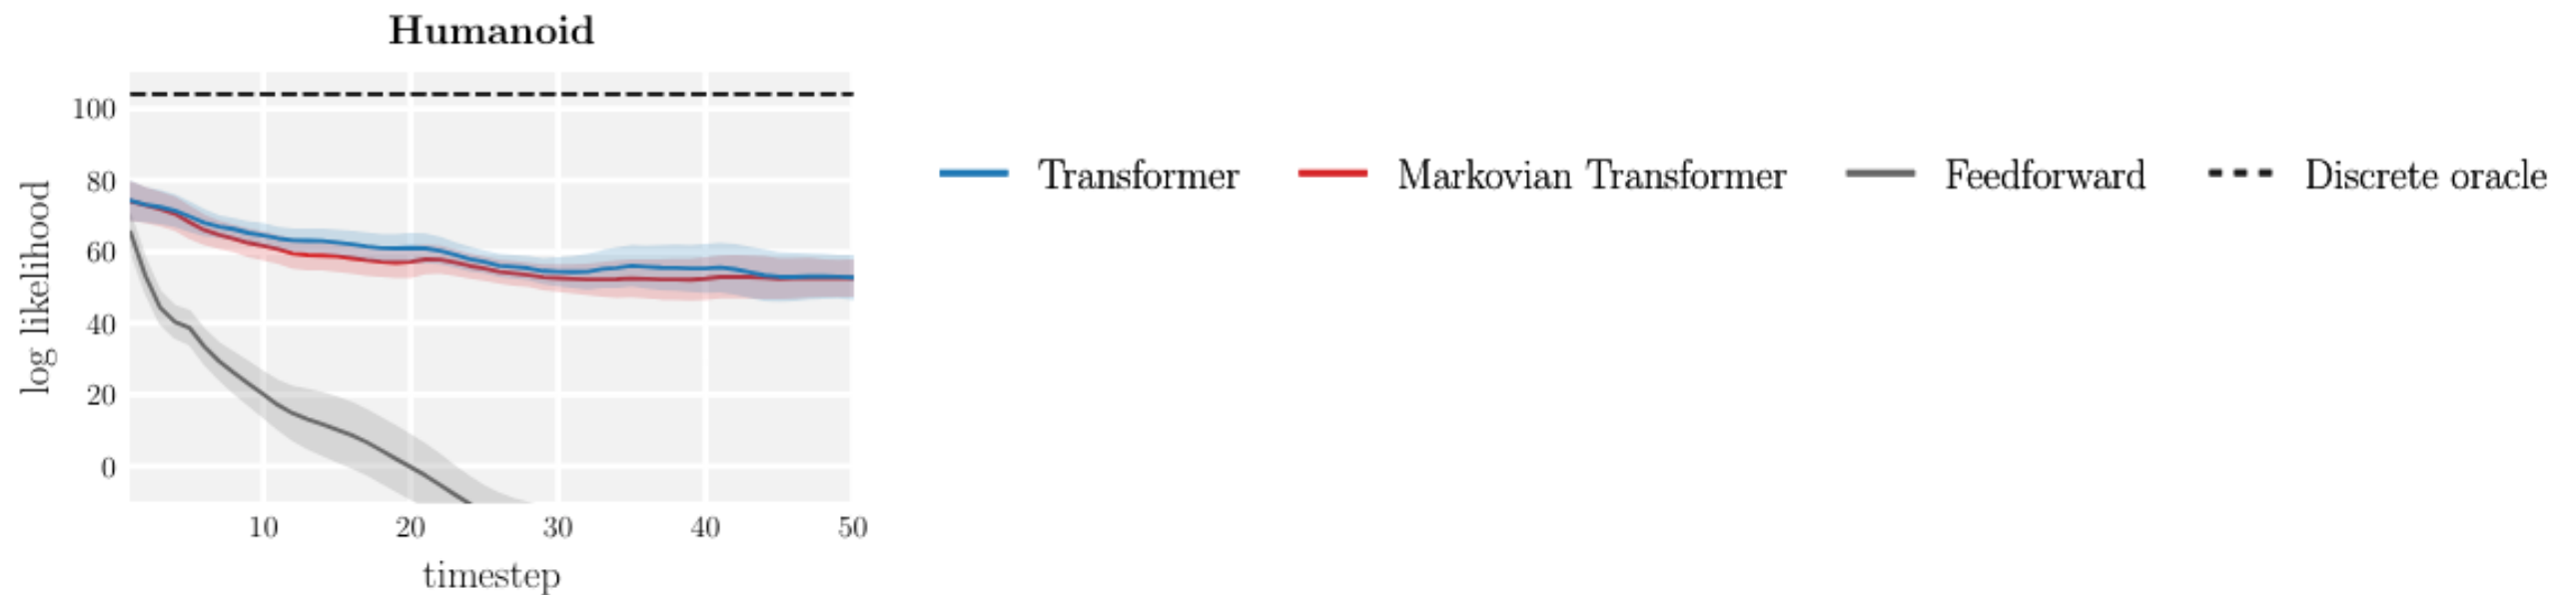 Humanoid
100
80
60
40
20
0
log likelihood
10 20 30 40 50
timestep
Transformer Markovian Transformer Feedforward Discrete oracle